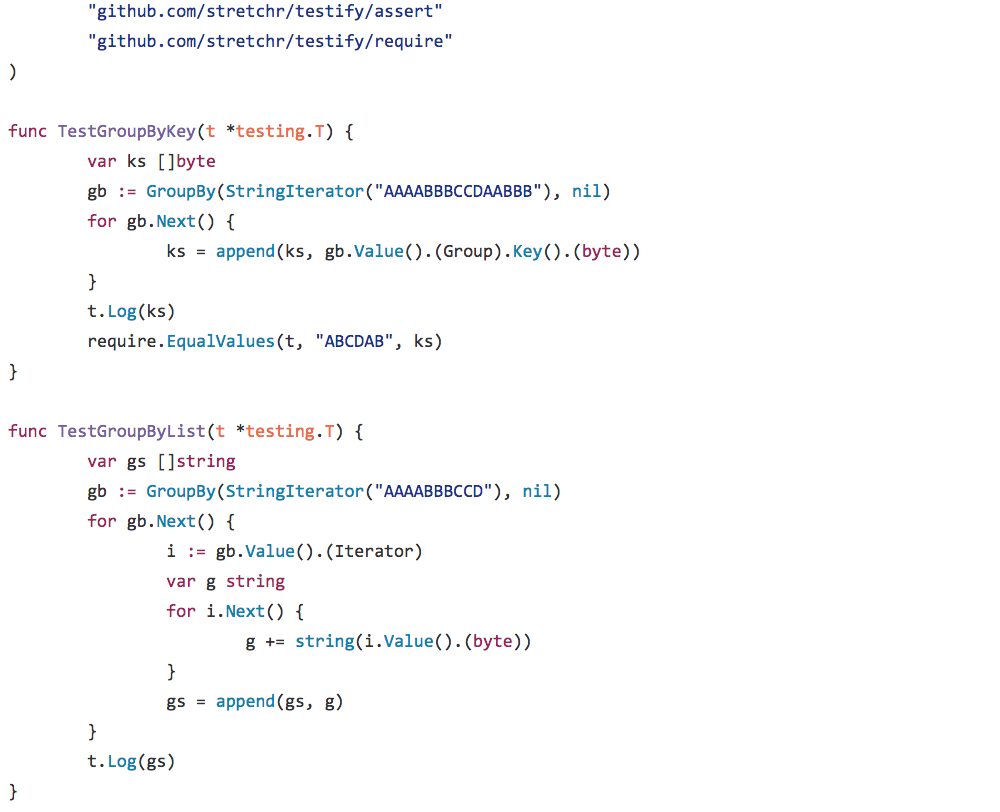 "github.com/stretchr/testify/assert"
        "github.com/stretchr/testify/require"
)

func TestGroupByKey(t *testing.T) {
        var ks []byte
        gb := GroupBy(StringIterator("AAAABBBCCDAABBB"), nil)
        for gb.Next() {
                ks = append(ks, gb.Value().(Group).Key().(byte))
        }
        t.Log(ks)
        require.EqualValues(t, "ABCDAB", ks)
}

func TestGroupByList(t *testing.T) {
        var gs []string
        gb := GroupBy(StringIterator("AAAABBBCCD"), nil)
        for gb.Next() {
                i := gb.Value().(Iterator)
                var g string
                for i.Next() {
                        g += string(i.Value().(byte))
                }
                gs = append(gs, g)
        }
        t.Log(gs)
}